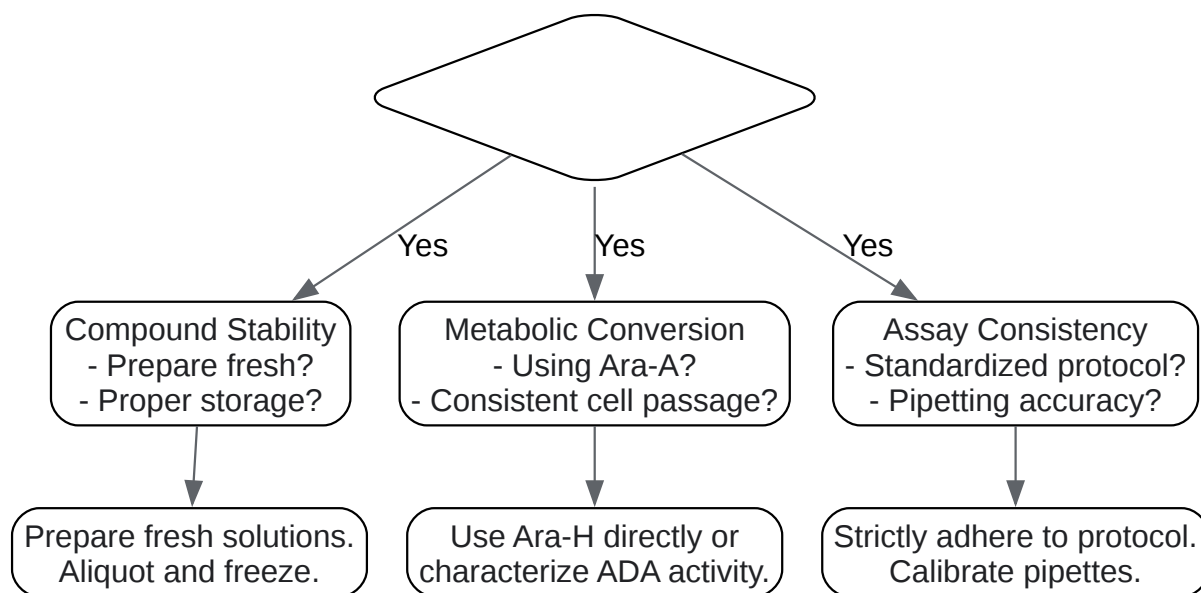 Yes
Yes
Yes
Compound Stability
- Prepare fresh?
- Proper storage?
Metabolic Conversion
- Using Ara-A?
- Consistent cell passage?
Assay Consistency
- Standardized protocol?
- Pipetting accuracy?
Prepare fresh solutions.
Aliquot and freeze.
Use Ara-H directly or
characterize ADA activity.
Strictly adhere to protocol.
Calibrate pipettes.